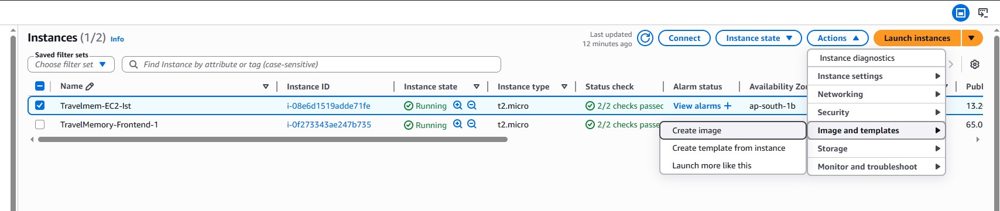 Instances (1/2) Info
Last updated
12 minutes ago
Connect
Instance state
Actions
Launch instances
Saved filter sets
Choose filter set
Find Instance by attribute or tag (case-sensitive)
Instance diagnostics
Instance settings
Networking
Security
Image and templates
Storage
Monitor and troubleshoot
Create image
Create template from instance
Launch more like this
Name Instance ID Instance state Instance type Status check Alarm status Availability Zo Publ
Travelmem-EC2-Ist i-08e6d1519adde71fe Running t2.micro 2/2 checks passed View alarms + ap-south-1b 13.2
TravelMemory-Frontend-1 i-0f273343ae247b735 Running t2.micro 2/2 checks passe 65.0